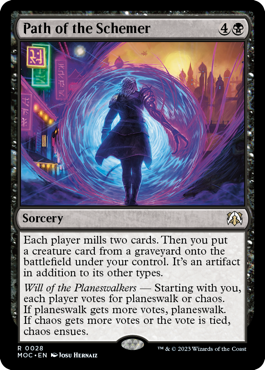 Path of the Schemer 4
Sorcery
Each player mills two cards. Then you put
a creature card from a graveyard onto the
battlefield under your control. It's an artifact
in addition to its other types.
Will of the Planeswalkers — Starting with you,
each player votes for planeswalk or chaos.
If planeswalk gets more votes, planeswalk.
If chaos gets more votes or the vote is tied,
chaos ensues.
R 0028
MOC • EN Josu Hernaiz
™ & © 2023 Wizards of the Coast